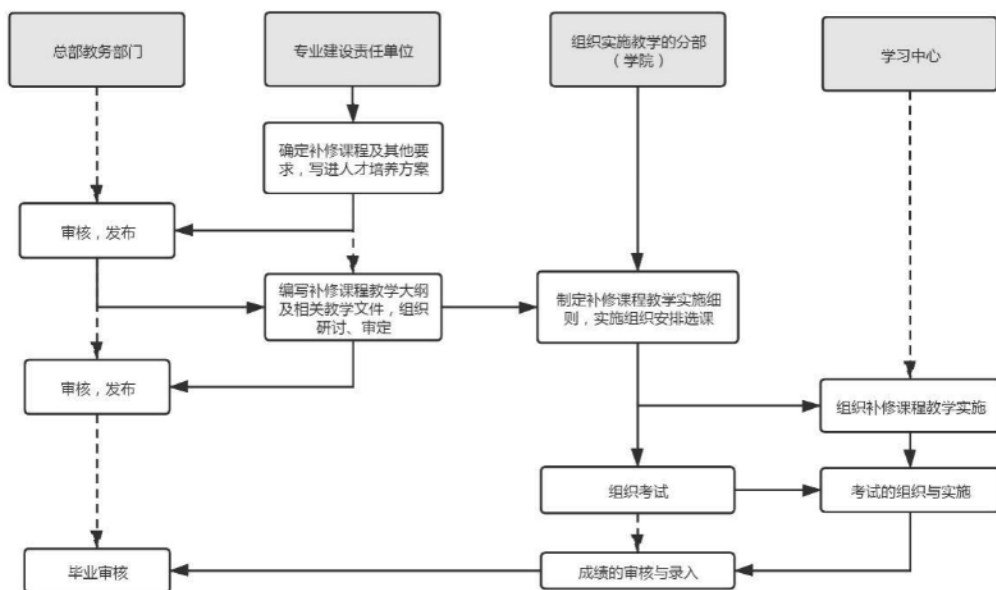 总部教务部门
专业建设责任单位
组织实施教学的分部
（学院）
学习中心
确定补修课程及其他要
求，写进人才培养方案
审核，发布
编写补修课程教学大纲
及相关教学文件，组织
研讨、审定
制定补修课程教学实施细
则，实施组织安排选课
审核，发布
组织补修课程教学实施
组织考试
考试的组织与实施
毕业审核
成绩的审核与录入